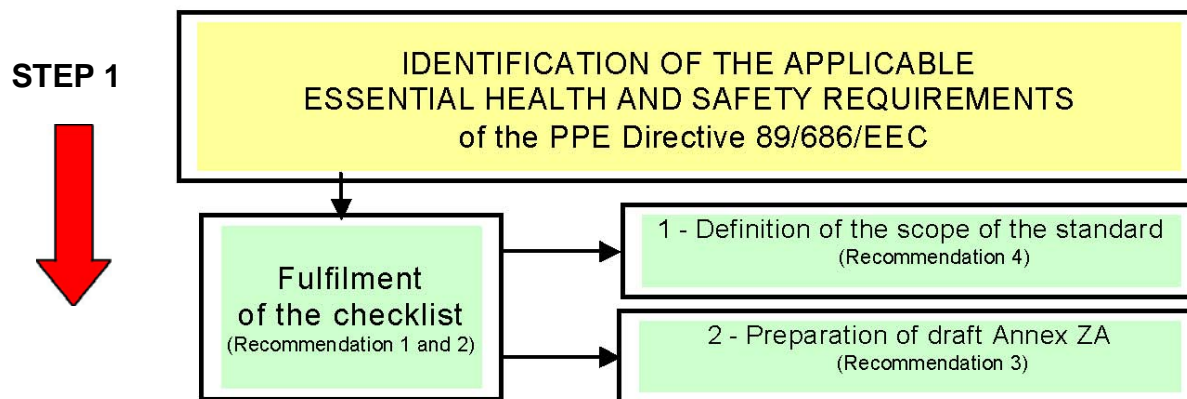 STEP 1
IDENTIFICATION OF THE APPLICABLE
ESSENTIAL HEALTH AND SAFETY REQUIREMENTS
of the PPE Directive 89/686/EEC
Fulfilment
of the checklist
(Recommendation 1 and 2)
1 - Definition of the scope of the standard
(Recommendation 4)
2 - Preparation of draft Annex ZA
(Recommendation 3)